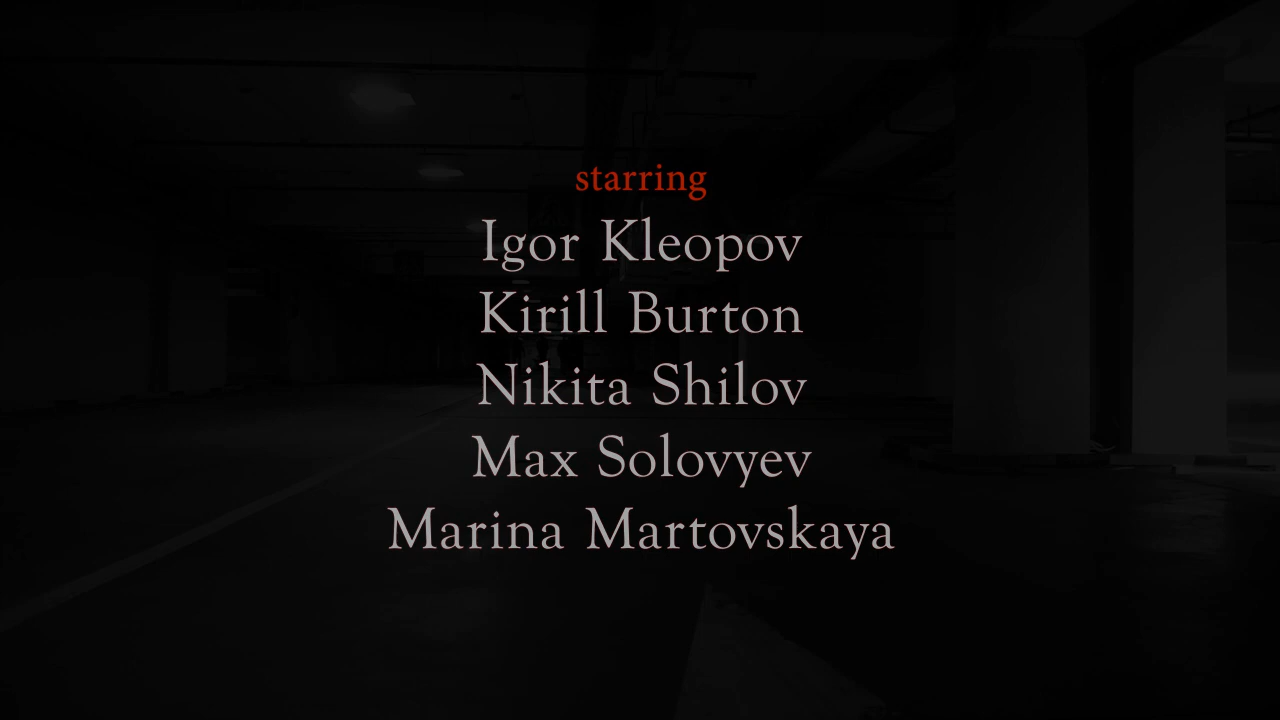 starring
Igor Kleopov
Kirill Burton
Nikita Shilov
Max Solovyev
Marina Martovskaya